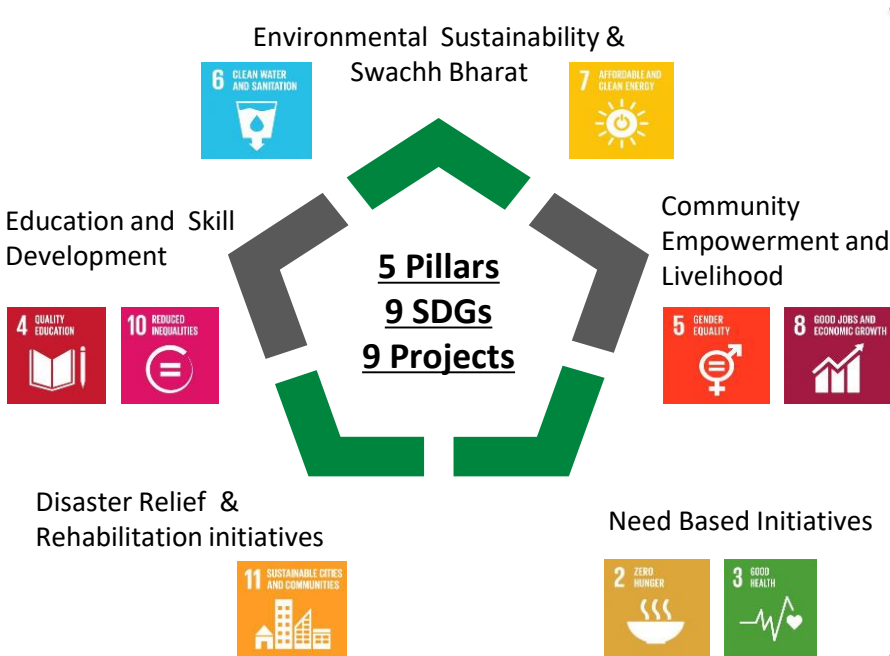 Environmental Sustainability &
Swachh Bharat
6 CLEAN WATER
AND SANITATION
7 AFFORDABLE AND
CLEAN ENERGY
Education and Skill
Development
4 QUALITY
EDUCATION
10 REDUCED
INEQUALITIES
5 Pillars
9 SDGs
9 Projects
Community
Empowerment and
Livelihood
5 GENDER
EQUALITY
8 GOOD JOBS AND
ECONOMIC GROWTH
Disaster Relief &
Rehabilitation initiatives
11 SUSTAINABLE CITIES
AND COMMUNITIES
Need Based Initiatives
2 ZERO
HUNGER
3 GOOD
HEALTH